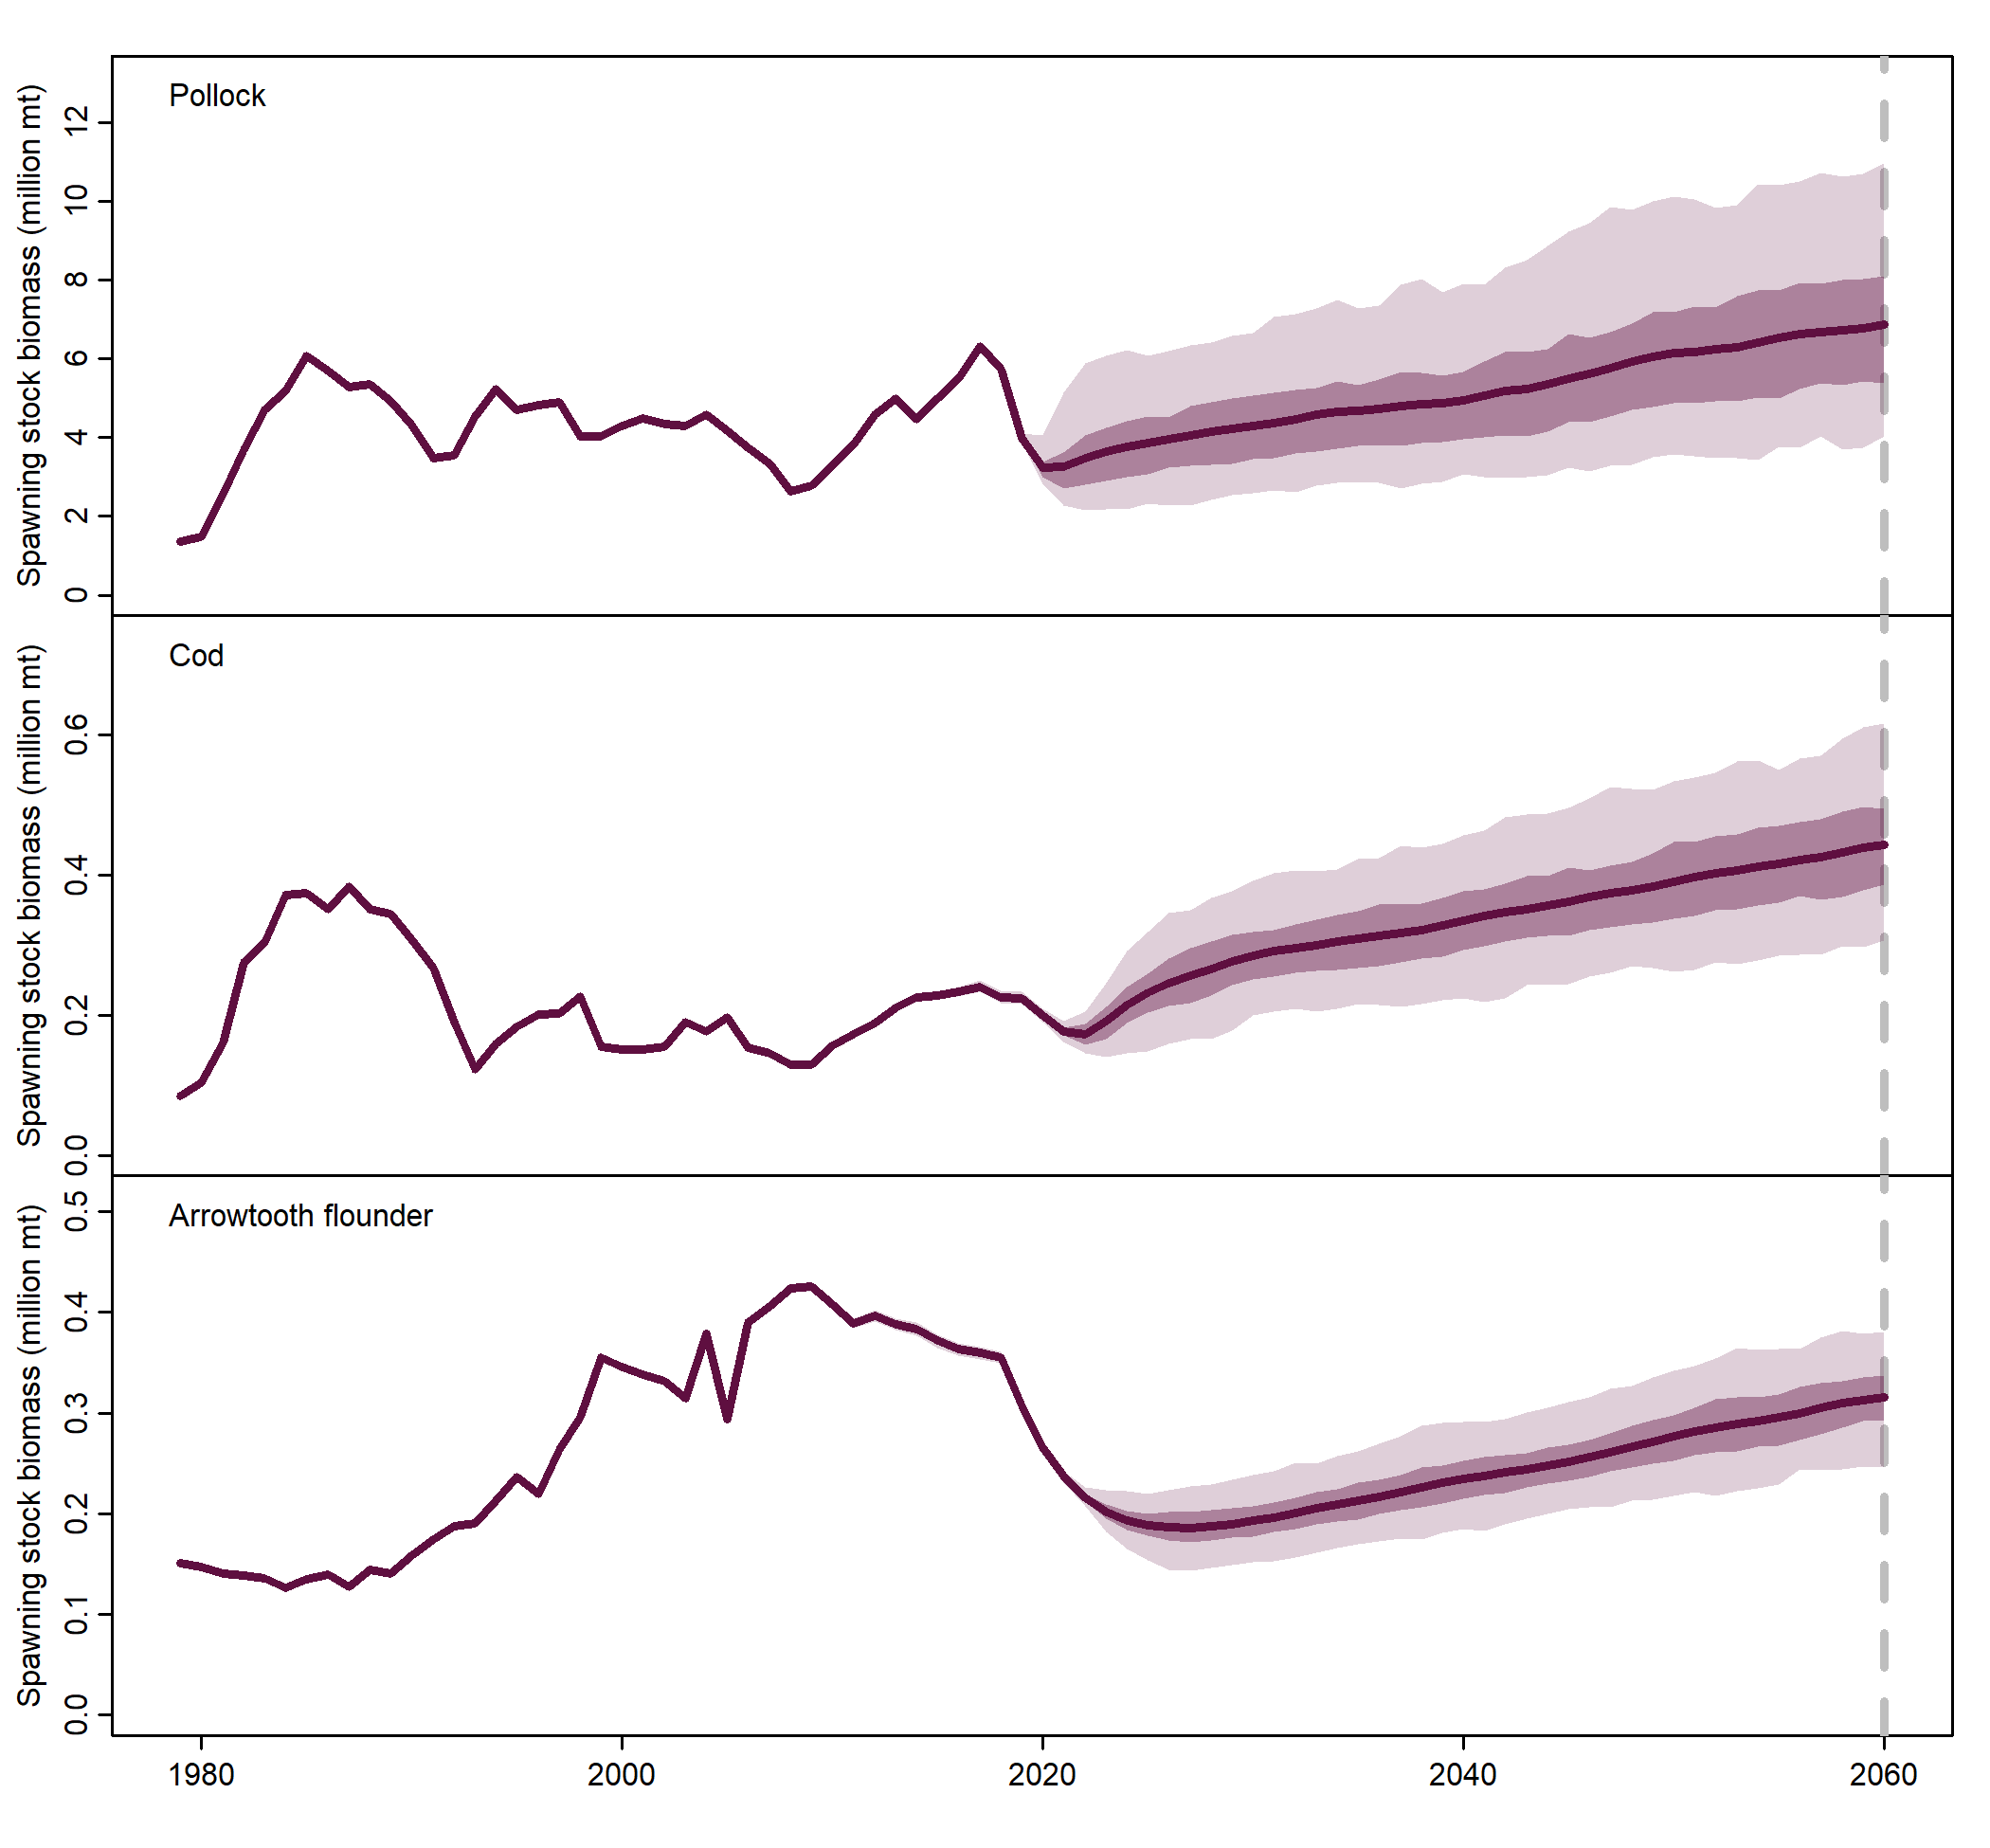 Pollock
Spawning stock biomass (million mt)
12
10
8
6
4
2
0
Cod
Spawning stock biomass (million mt)
0.6
0.4
0.2
0.0
Arrowtooth flounder
Spawning stock biomass (million mt)
0.5
0.4
0.3
0.2
0.1
0.0
1980 2000 2020 2040 2060